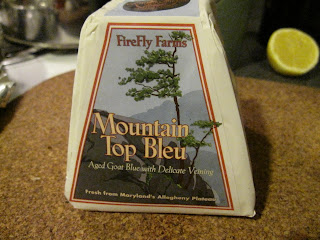 FireFly Farms
Mountain
Top Bleu
Aged Goat Blue with Delicate Veining
Fresh from Maryland's Allegheny Plateau